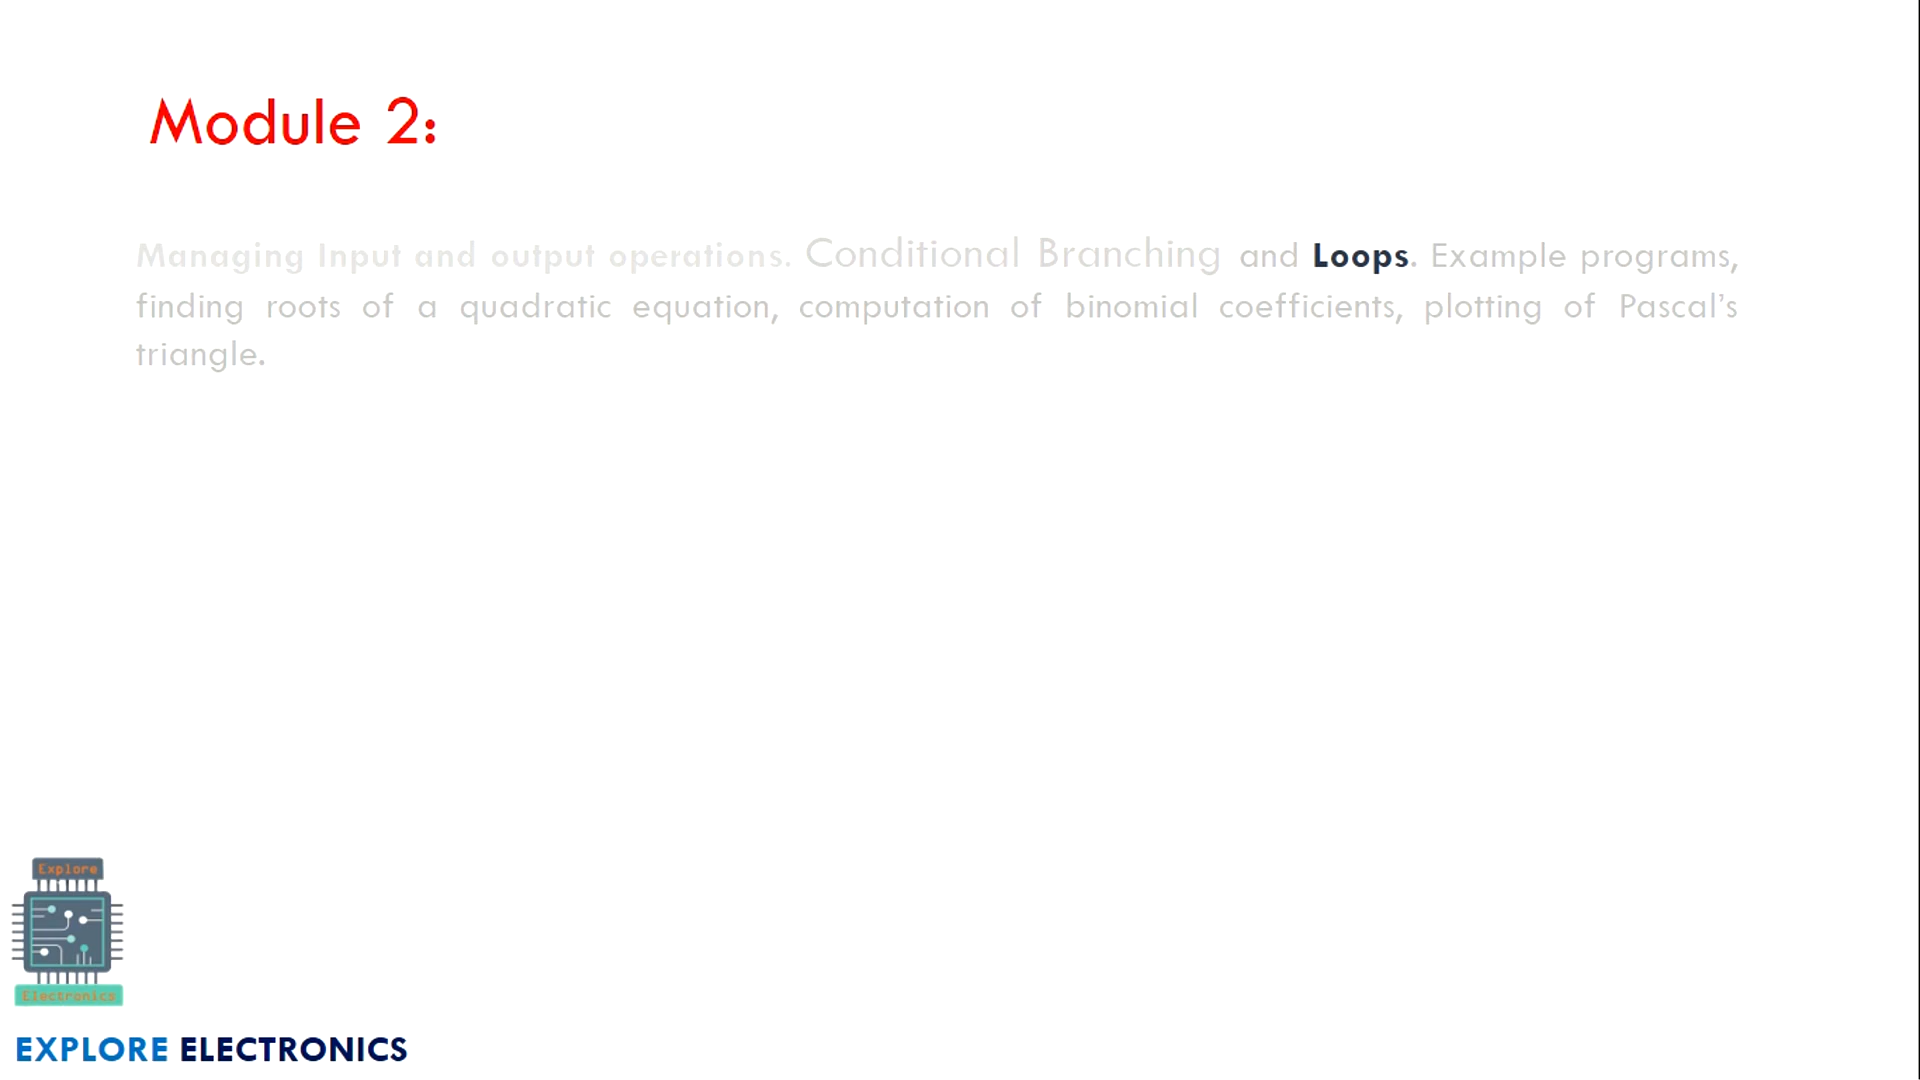 Module 2:
Managing Input and output operations. Conditional Branching and Loops. Example programs,
finding roots of a quadratic equation, computation of binomial coefficients, plotting of Pascal’s
triangle.
Explore
Electronics
EXPLORE ELECTRONICS